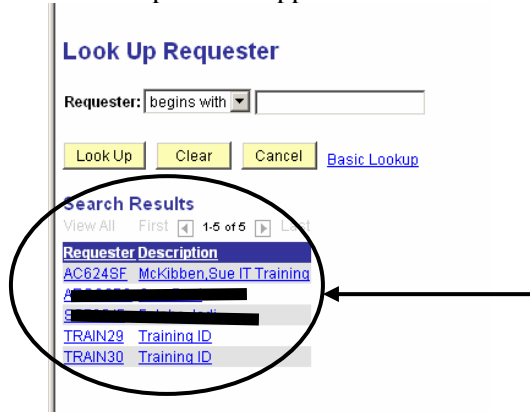 Look Up Requester
Requester: begins with
Look Up Clear Cancel Basic Lookup
Search Results
View All First 1-5 of 5 Last
Requester Description
AC624SF McKibben,Sue IT Training
TRAIN29 Training ID
TRAIN30 Training ID